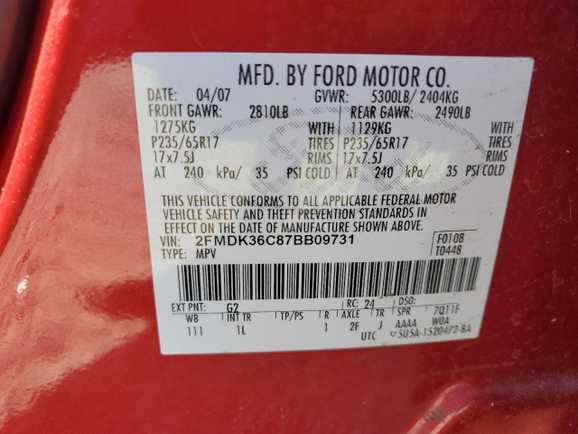 MFD. BY FORD MOTOR CO.
DATE: 04/07 GVWR: 5300LB/ 2404KG
FRONT GAWR: 2810LB REAR GAWR: 2490LB
1275KG WITH 1129KG WITH
P235/65R17 TIRES P235/65R17 TIRES
17x7.5J RIMS 17x7.5J RIMS
AT 240 kPa/ 35 PSI COLD AT 240 kPa/ 35 PSI COLD
THIS VEHICLE CONFORMS TO ALL APPLICABLE FEDERAL MOTOR
VEHICLE SAFETY AND THEFT PREVENTION STANDARDS IN
EFFECT ON THE DATE OF MANUFACTURE SHOWN ABOVE.
VIN: 2FMDK36C87BB09731 F0108
TYPE: MPV T0448
EXT PNT: G2 RC: 24 DSO:
WB INT TR TP/PS R AXLE TR SPR 7Q11F
111 1L 1 2F J AAAA W0A
UTC 5U5A-1520472-BA